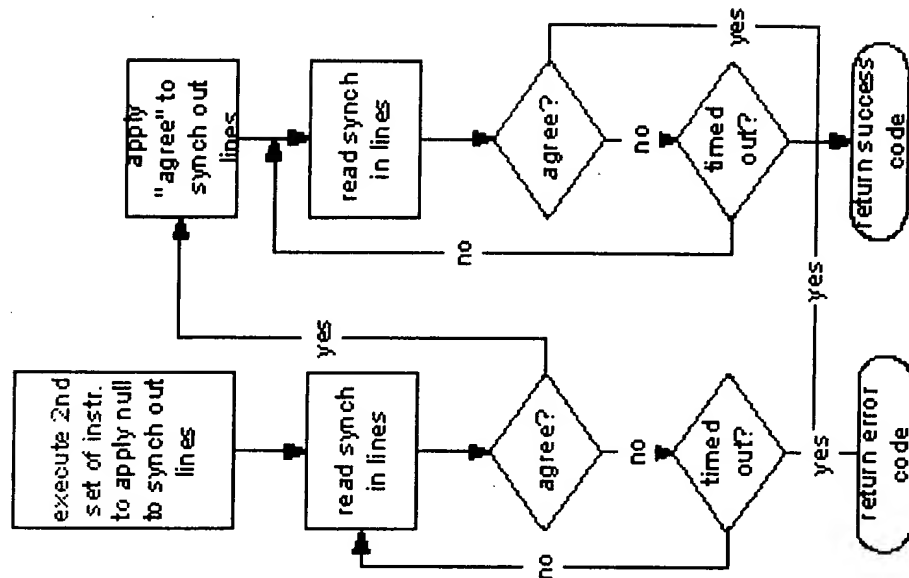 execute 2nd
set of instr.
to apply null
to synch out
lines
read synch
in lines
agree?
yes
no
timed
out?
no
yes
return error
code
apply
"agree" to
synch out
lines
read synch
in lines
agree?
yes
no
timed
out?
no
yes
return success
code